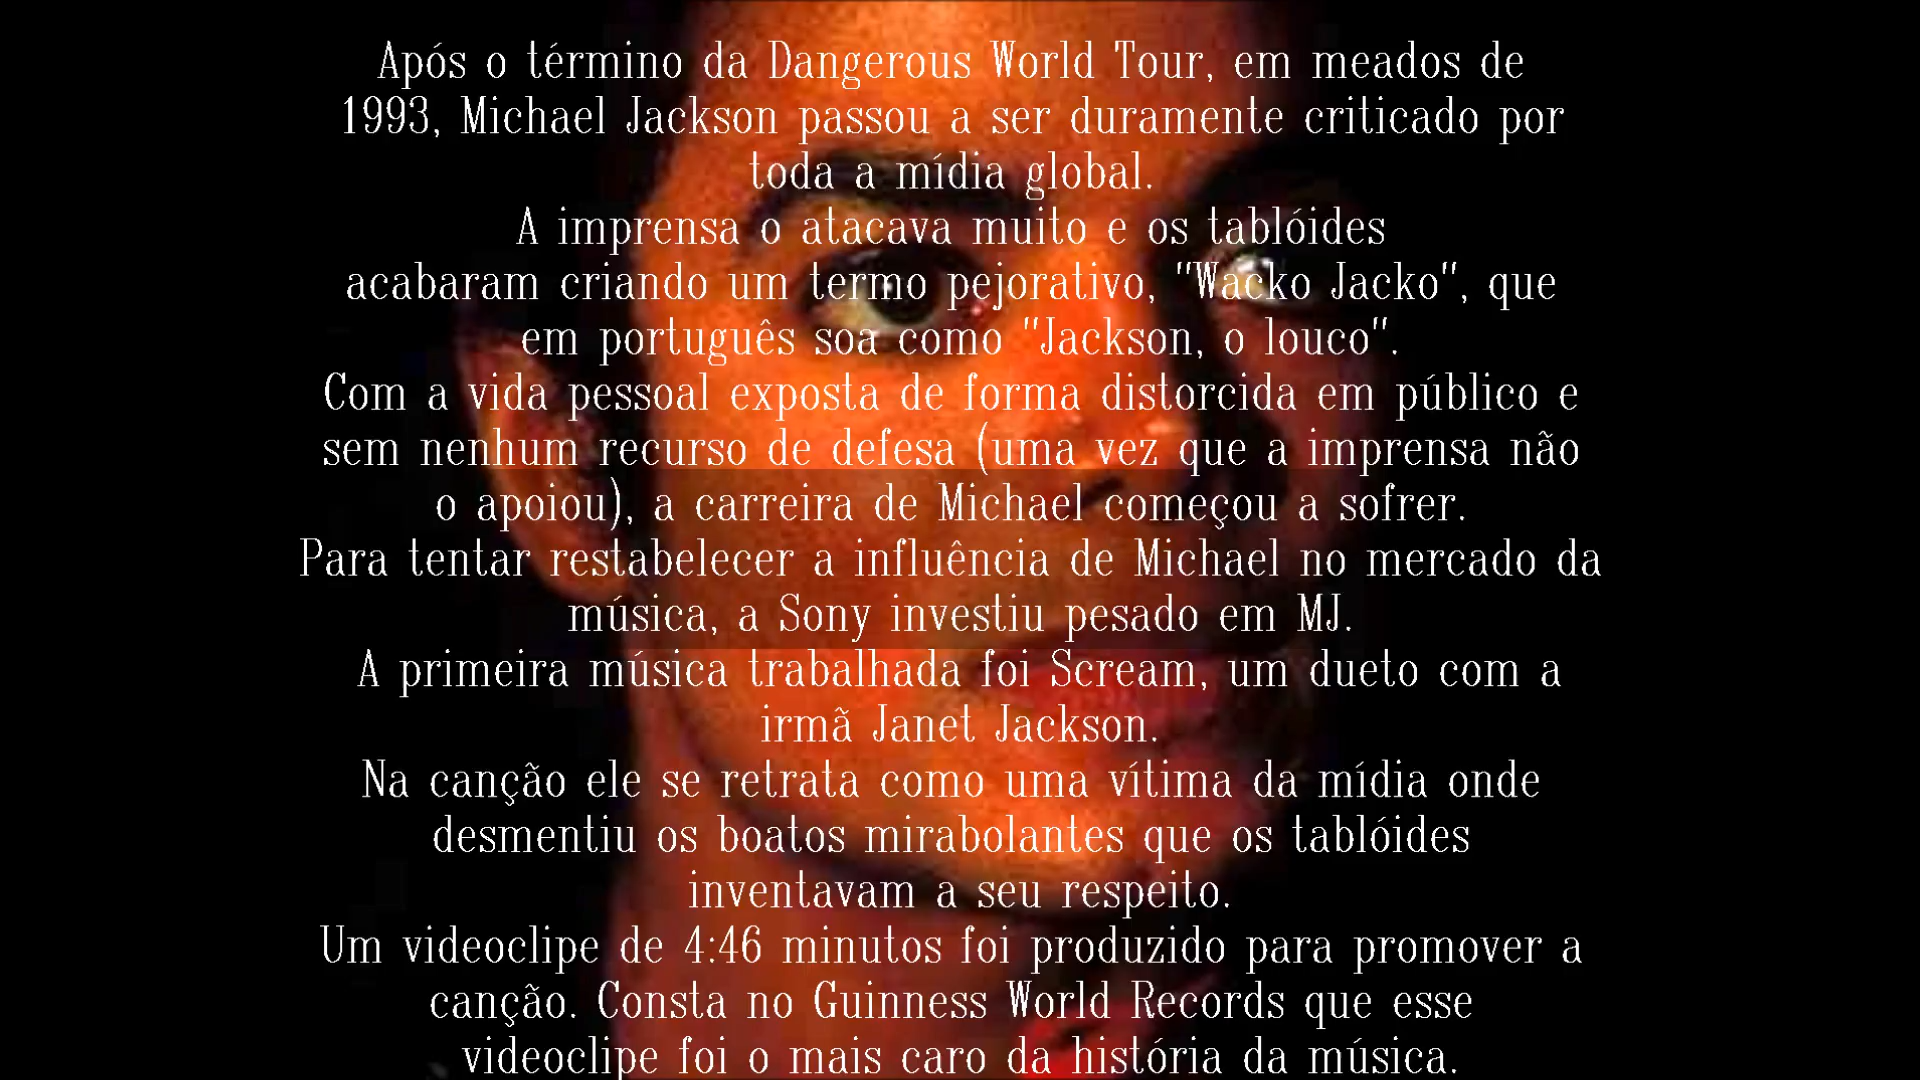 Após o término da Dangerous World Tour, em meados de
1993, Michael Jackson passou a ser duramente criticado por
toda a mídia global.
A imprensa o atacava muito e os tablóides
acabaram criando um termo pejorativo, "Wacko Jacko", que
em português soa como "Jackson, o louco".
Com a vida pessoal exposta de forma distorcida em público e
sem nenhum recurso de defesa (uma vez que a imprensa não
o apoiou), a carreira de Michael começou a sofrer.
Para tentar restabelecer a influência de Michael no mercado da
música, a Sony investiu pesado em MJ.
A primeira música trabalhada foi Scream, um dueto com a
irmã Janet Jackson.
Na canção ele se retrata como uma vítima da mídia onde
desmentiu os boatos mirabolantes que os tablóides
inventavam a seu respeito.
Um videoclipe de 4:46 minutos foi produzido para promover a
canção. Consta no Guinness World Records que esse
videoclipe foi o mais caro da história da música.